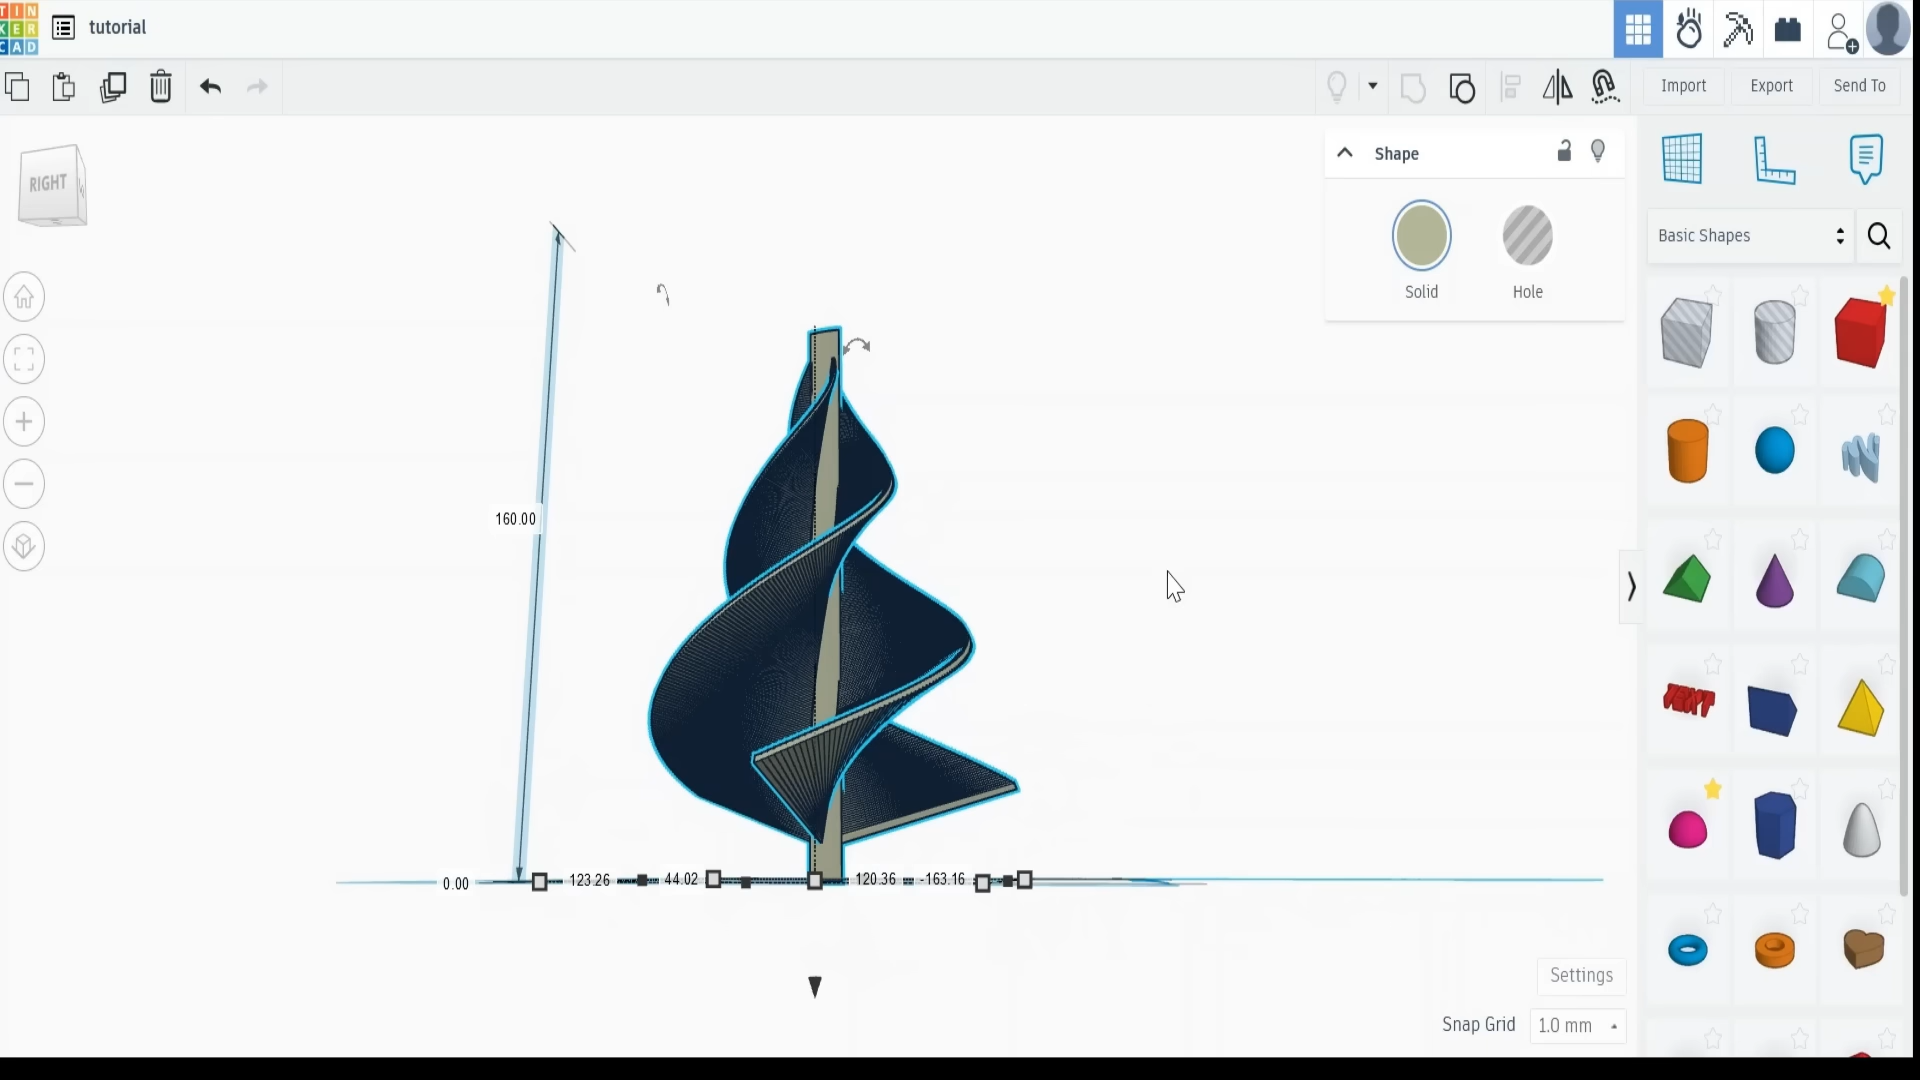 TIN
KER
CAD
tutorial
Import
Export
Send To
RIGHT
Shape
Solid
Hole
Basic Shapes
TEXT
160.00
0.00
123.26
44.02
120.36
-163.16
Settings
Snap Grid
1.0 mm